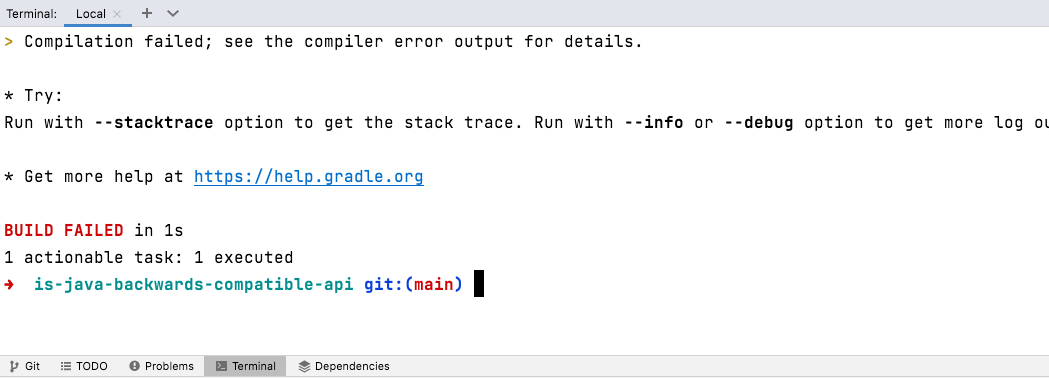 Terminal: Local × +
> Compilation failed; see the compiler error output for details.
* Try:
Run with --stacktrace option to get the stack trace. Run with --info or --debug option to get more log
* Get more help at https://help.gradle.org
BUILD FAILED in 1s
1 actionable task: 1 executed
→ is-java-backwards-compatible-api git:(main)
Git TODO Problems Terminal Dependencies